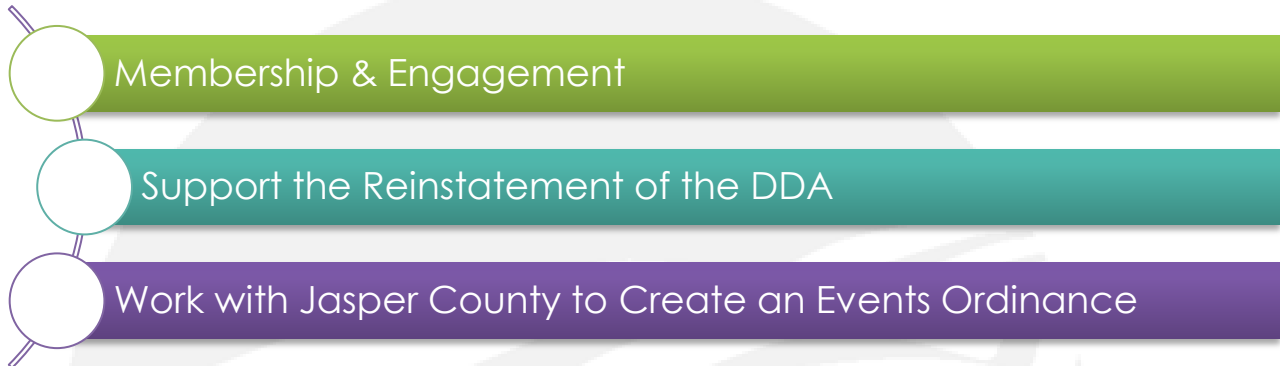 Membership & Engagement
Support the Reinstatement of the DDA
Work with Jasper County to Create an Events Ordinance